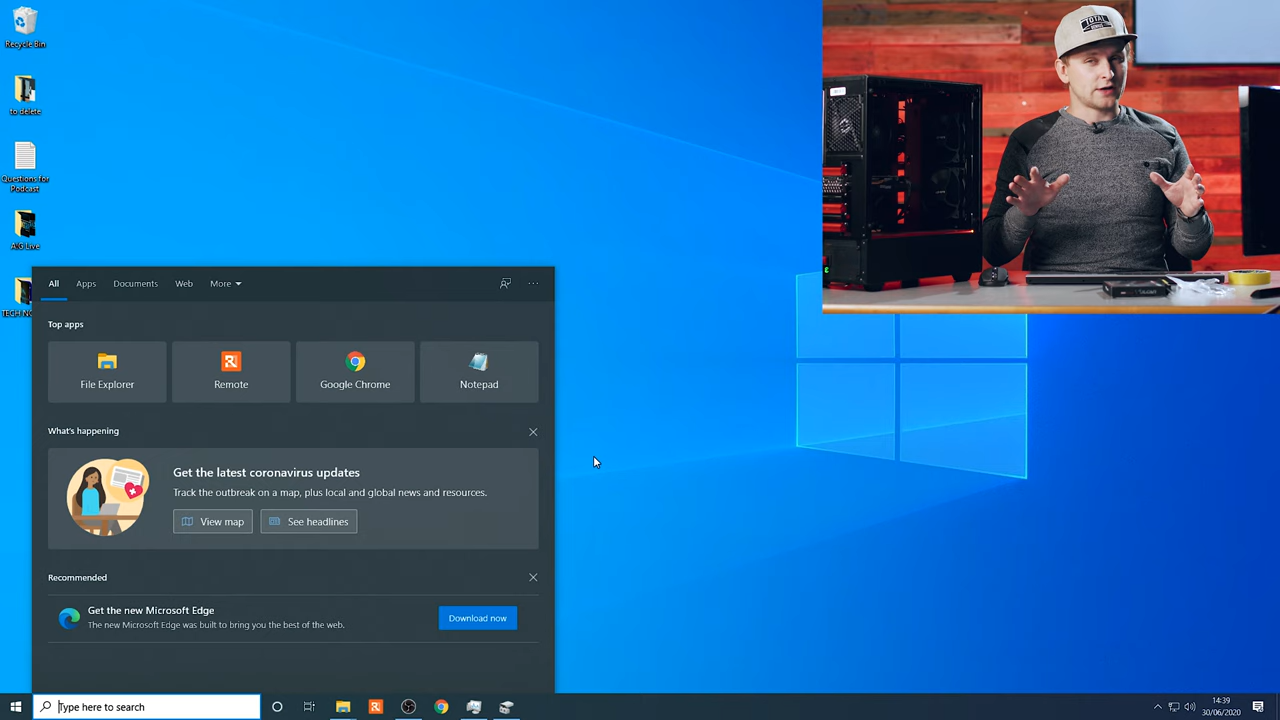 Recycle Bin
to delete
Questions for
Podcast
A:G Live
All
Apps
Documents
Web
More
Top apps
File Explorer
Remote
Google Chrome
Notepad
What's happening
Get the latest coronavirus updates
Track the outbreak on a map, plus local and global news and resources.
View map
See headlines
Recommended
Get the new Microsoft Edge
The new Microsoft Edge was built to bring you the best of the web.
Download now
Type here to search
14:39
30/06/2020
TOTAL